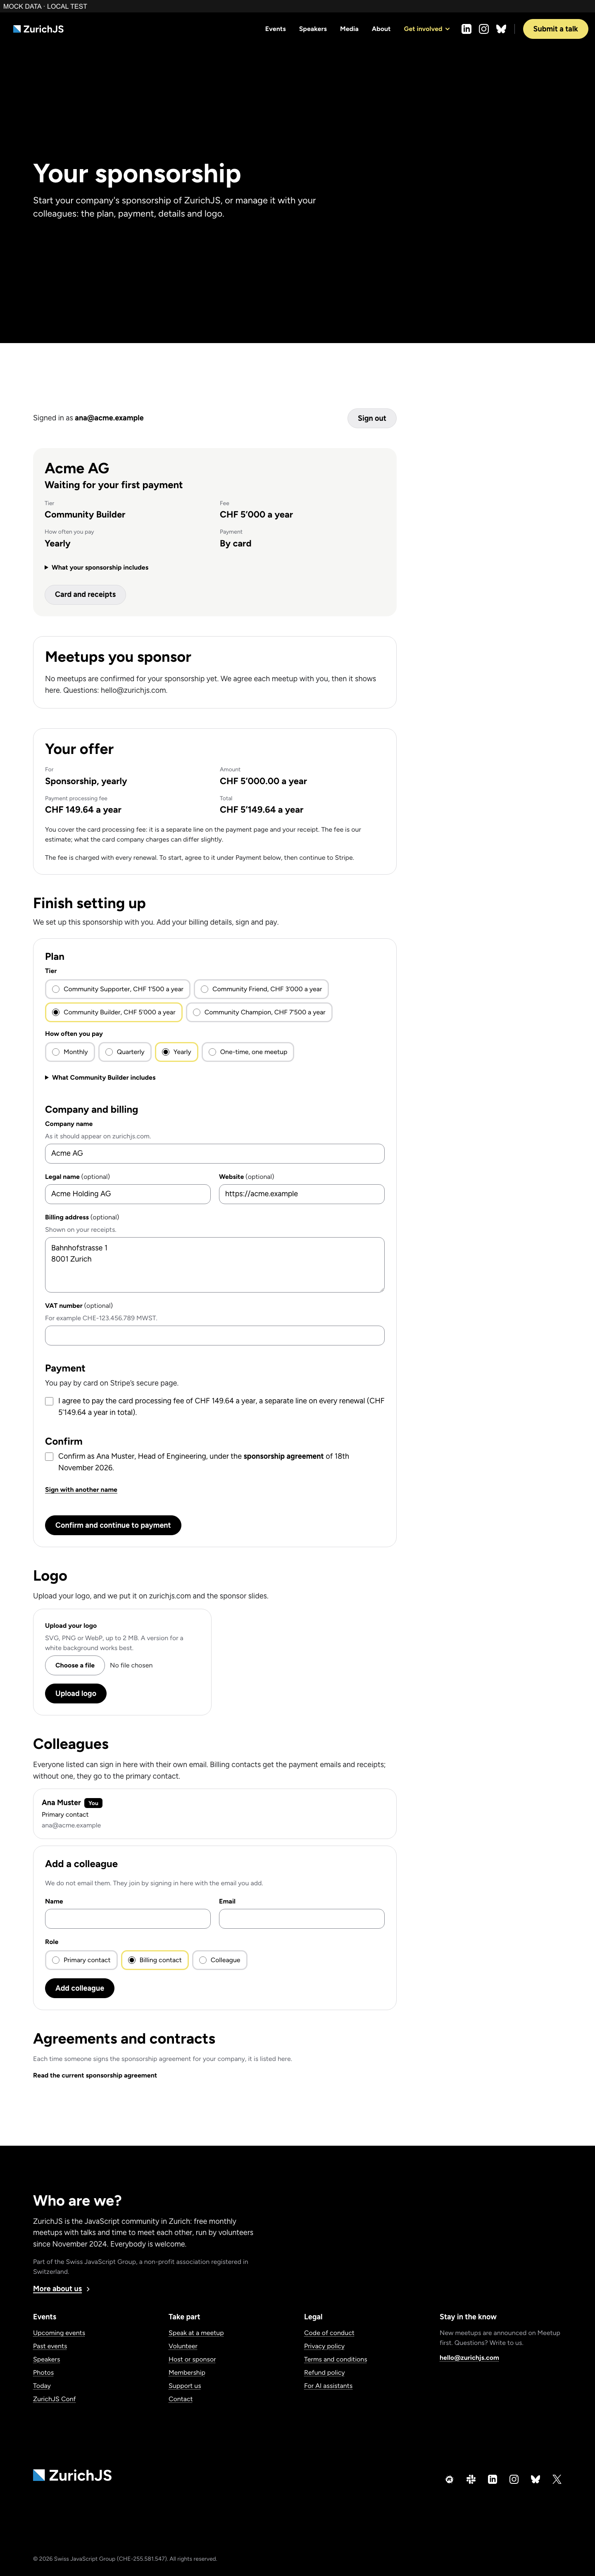 MOCK DATA · LOCAL TEST
ZurichJS
Events
Speakers
Media
About
Get involved
Submit a talk
Your sponsorship
Start your company's sponsorship of ZurichJS, or manage it with your
colleagues: the plan, payment, details and logo.
Signed in as ana@acme.example
Sign out
Acme AG
Waiting for your first payment
Tier
Fee
Community Builder
CHF 5’000 a year
How often you pay
Payment
Yearly
By card
What your sponsorship includes
Card and receipts
Meetups you sponsor
No meetups are confirmed for your sponsorship yet. We agree each meetup with you, then it shows
here. Questions: hello@zurichjs.com.
Your offer
For
Amount
Sponsorship, yearly
CHF 5’000.00 a year
Payment processing fee
Total
CHF 149.64 a year
CHF 5’149.64 a year
You cover the card processing fee: it is a separate line on the payment page and your receipt. The fee is our
estimate; what the card company charges can differ slightly.
The fee is charged with every renewal. To start, agree to it under Payment below, then continue to Stripe.
Finish setting up
We set up this sponsorship with you. Add your billing details, sign and pay.
Plan
Tier
Community Supporter, CHF 1’500 a year
Community Friend, CHF 3’000 a year
Community Builder, CHF 5’000 a year
Community Champion, CHF 7’500 a year
How often you pay
Monthly
Quarterly
Yearly
One-time, one meetup
What Community Builder includes
Company and billing
Company name
As it should appear on zurichjs.com.
Acme AG
Legal name (optional)
Website (optional)
Acme Holding AG
https://acme.example
Billing address (optional)
Shown on your receipts.
Bahnhofstrasse 1
8001 Zurich
VAT number (optional)
For example CHE-123.456.789 MWST.
Payment
You pay by card on Stripe's secure page.
I agree to pay the card processing fee of CHF 149.64 a year, a separate line on every renewal (CHF
5’149.64 a year in total).
Confirm
Confirm as Ana Muster, Head of Engineering, under the sponsorship agreement of 18th
November 2026.
Sign with another name
Confirm and continue to payment
Logo
Upload your logo, and we put it on zurichjs.com and the sponsor slides.
Upload your logo
SVG, PNG or WebP, up to 2 MB. A version for a
white background works best.
Choose a file
No file chosen
Upload logo
Colleagues
Everyone listed can sign in here with their own email. Billing contacts get the payment emails and receipts;
without one, they go to the primary contact.
Ana Muster You
Primary contact
ana@acme.example
Add a colleague
We do not email them. They join by signing in here with the email you add.
Name
Email
Role
Primary contact
Billing contact
Colleague
Add colleague
Agreements and contracts
Each time someone signs the sponsorship agreement for your company, it is listed here.
Read the current sponsorship agreement
Who are we?
ZurichJS is the JavaScript community in Zurich: free monthly
meetups with talks and time to meet each other, run by volunteers
since November 2024. Everybody is welcome.
Part of the Swiss JavaScript Group, a non-profit association registered in
Switzerland.
More about us
Events
Upcoming events
Past events
Speakers
Photos
Today
ZurichJS Conf
Take part
Speak at a meetup
Volunteer
Host or sponsor
Membership
Support us
Contact
Legal
Code of conduct
Privacy policy
Terms and conditions
Refund policy
For AI assistants
Stay in the know
New meetups are announced on Meetup
first. Questions? Write to us.
hello@zurichjs.com
ZurichJS
© 2026 Swiss JavaScript Group (CHE-255.581.547). All rights reserved.